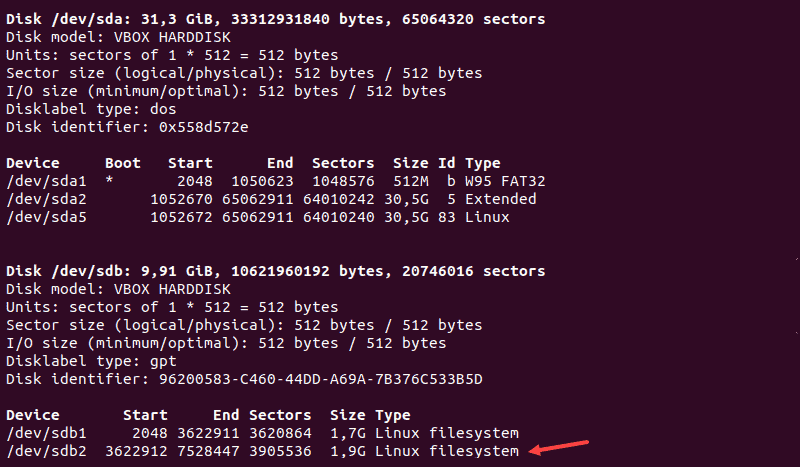 Disk /dev/sda: 31,3 GiB, 33312931840 bytes, 65064320 sectors
Disk model: VBOX HARDDISK
Units: sectors of 1 * 512 = 512 bytes
Sector size (logical/physical): 512 bytes / 512 bytes
I/O size (minimum/optimal): 512 bytes / 512 bytes
Disklabel type: dos
Disk identifier: 0x558d572e
Device     Boot   Start      End  Sectors  Size Id Type
/dev/sda1  *       2048  1050623  1048576  512M  b W95 FAT32
/dev/sda2       1052670 65062911 64010242 30,5G  5 Extended
/dev/sda5       1052672 65062911 64010240 30,5G 83 Linux
Disk /dev/sdb: 9,91 GiB, 10621960192 bytes, 20746016 sectors
Disk model: VBOX HARDDISK
Units: sectors of 1 * 512 = 512 bytes
Sector size (logical/physical): 512 bytes / 512 bytes
I/O size (minimum/optimal): 512 bytes / 512 bytes
Disklabel type: gpt
Disk identifier: 96200583-C460-44DD-A69A-7B376C533B5D
Device       Start     End Sectors  Size Type
/dev/sdb1     2048 3622911 3620864  1,7G Linux filesystem
/dev/sdb2  3622912 7528447 3905536  1,9G Linux filesystem